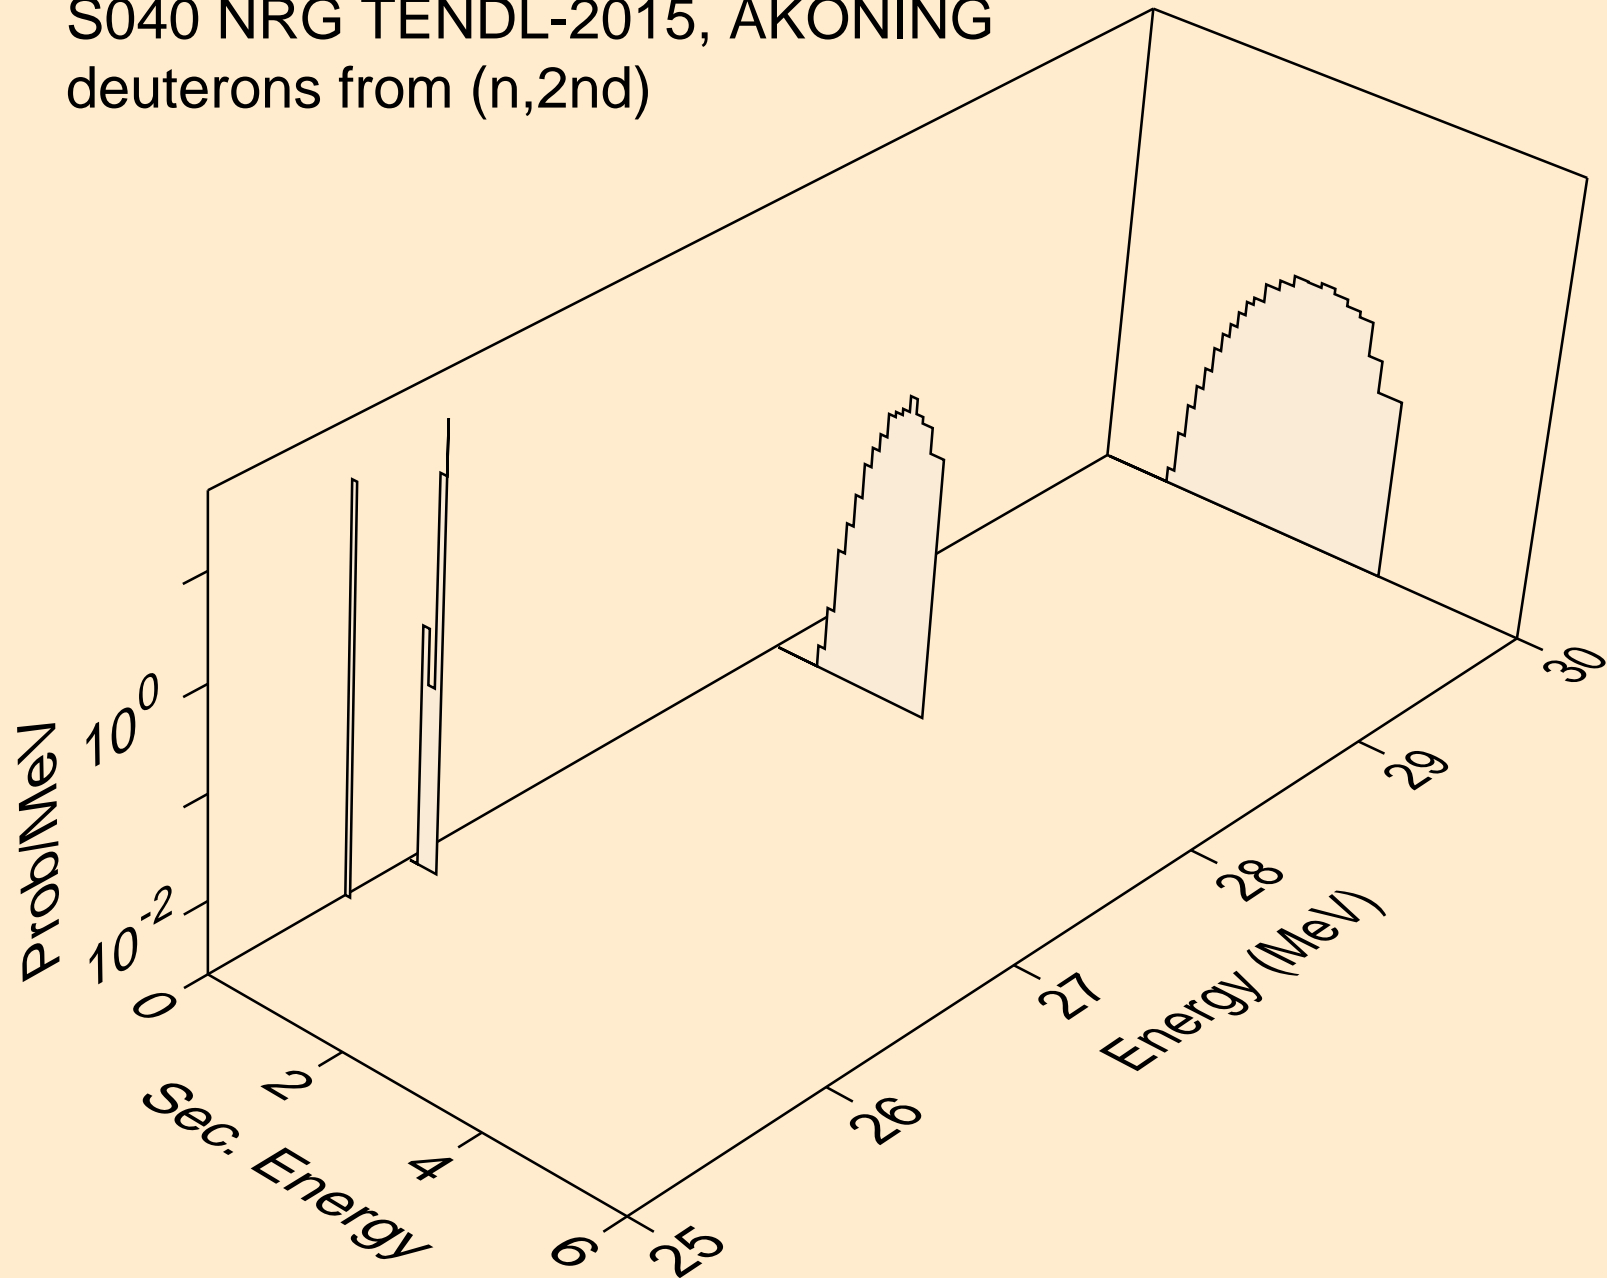 S040 NRG TENDL-2015, AKONING
deuterons from (n,2nd)
Prob/MeV
10^0
10^-2
0
2
4
6
Sec. Energy
25
26
27
28
29
30
Energy (MeV)